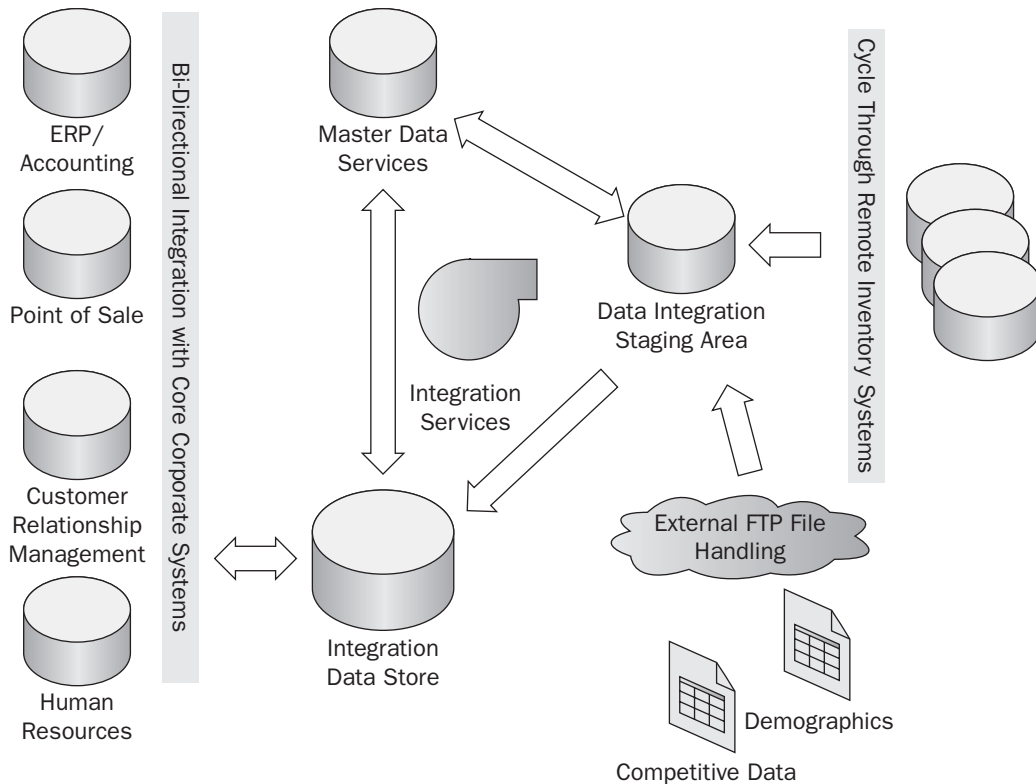 ERP/
Accounting
Point of Sale
Customer
Relationship
Management
Human
Resources
Bi-Directional Integration with Core Corporate Systems
Master Data
Services
Integration
Services
Integration
Data Store
Data Integration
Staging Area
Cycle Through Remote Inventory Systems
External FTP File
Handling
Demographics
Competitive Data